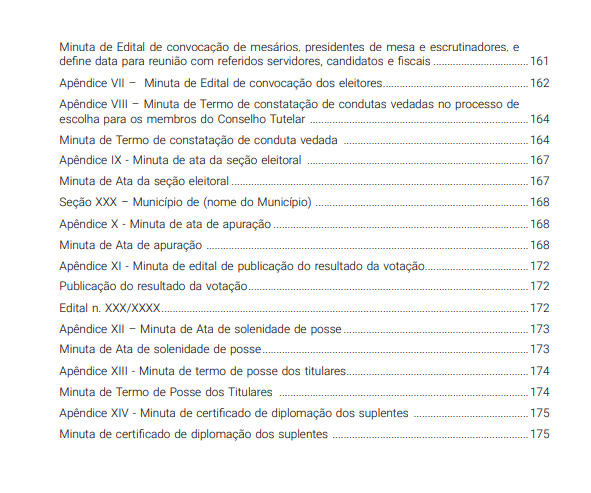 Minuta de Edital de convocação de mesários, presidentes de mesa e escrutinadores, e
define data para reunião com referidos servidores, candidatos e fiscais ................................ 161
Apêndice VII – Minuta de Edital de convocação dos eleitores................................................ 162
Apêndice VIII – Minuta de Termo de constatação de condutas vedadas no processo de
escolha para os membros do Conselho Tutelar ........................................................................ 164
Minuta de Termo de constatação de conduta vedada ............................................................. 164
Apêndice IX - Minuta de ata da seção eleitoral ......................................................................... 167
Minuta de Ata da seção eleitoral .................................................................................................. 167
Seção XXX – Município de (nome do Município) ...................................................................... 168
Apêndice X - Minuta de ata de apuração .................................................................................... 168
Minuta de Ata de apuração .......................................................................................................... 168
Apêndice XI - Minuta de edital de publicação do resultado da votação.................................. 172
Publicação do resultado da votação............................................................................................. 172
Edital n. XXX/XXXX......................................................................................................................... 172
Apêndice XII – Minuta de Ata de solenidade de posse ............................................................. 173
Minuta de Ata de solenidade de posse ........................................................................................ 173
Apêndice XIII - Minuta de termo de posse dos titulares............................................................ 174
Minuta de Termo de Posse dos Titulares ................................................................................... 174
Apêndice XIV - Minuta de certificado de diplomação dos suplentes ...................................... 175
Minuta de certificado de diplomação dos suplentes ................................................................. 175